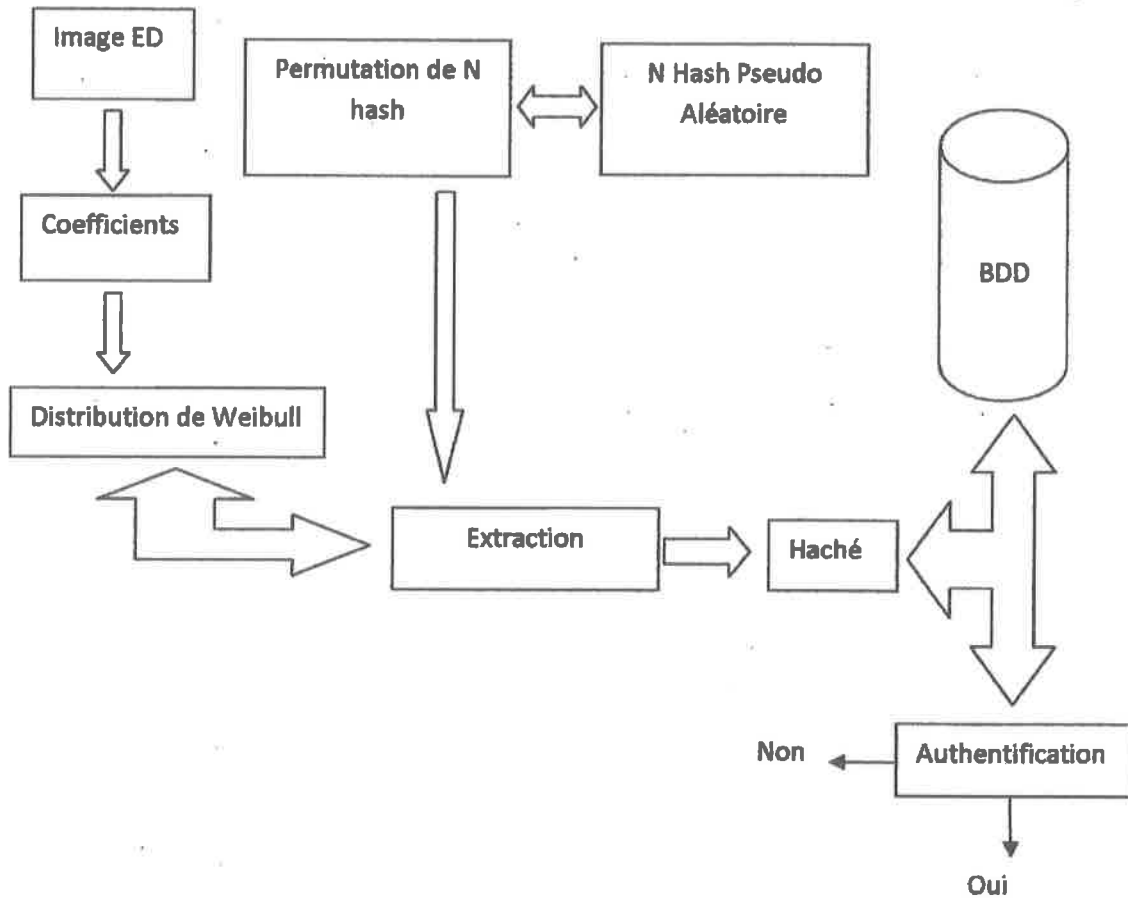 Image ED
Permutation de N
hash
N Hash Pseudo
Aléatoire
Coefficients
BDD
Distribution de Weibull
Extraction
Haché
Non
Authentification
Oui